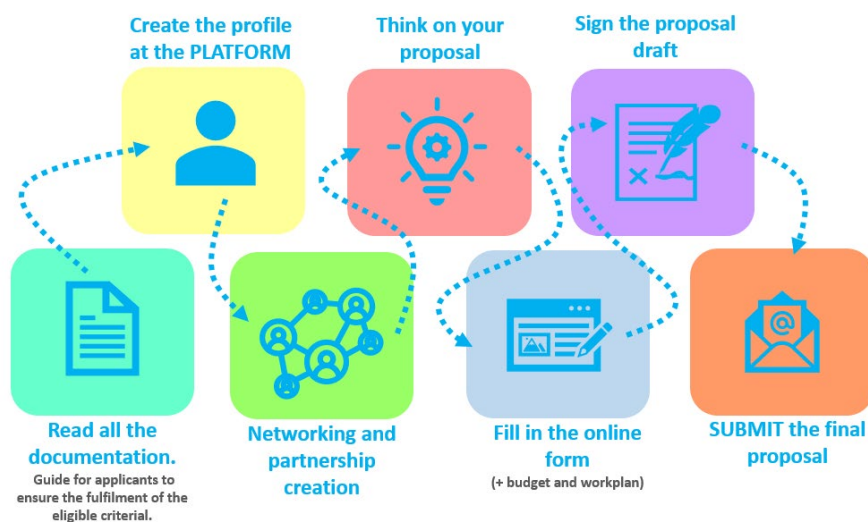 Create the profile
at the PLATFORM
Think on your
proposal
Sign the proposal
draft
@
Read all the
documentation.
Guide for applicants to
ensure the fulfilment of the
eligible criterial.
Networking and
partnership
creation
Fill in the online
form
(+ budget and workplan)
SUBMIT the final
proposal